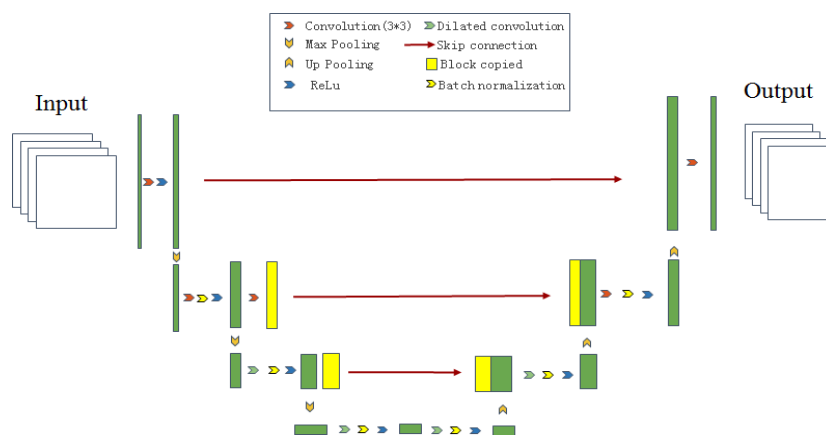 Convolution(3*3)
Dilated convolution
Max Pooling
Skip connection
Up Pooling
Block copied
ReLu
Batch normalization
Input
Output